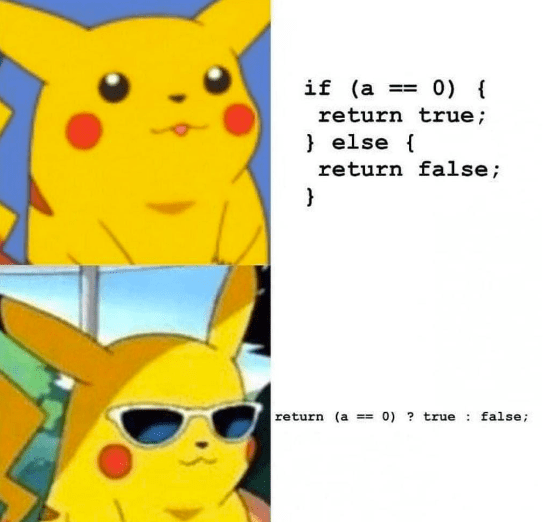 if (a == 0) {
return true;
} else {
return false;
}
return (a == 0) ? true : false;